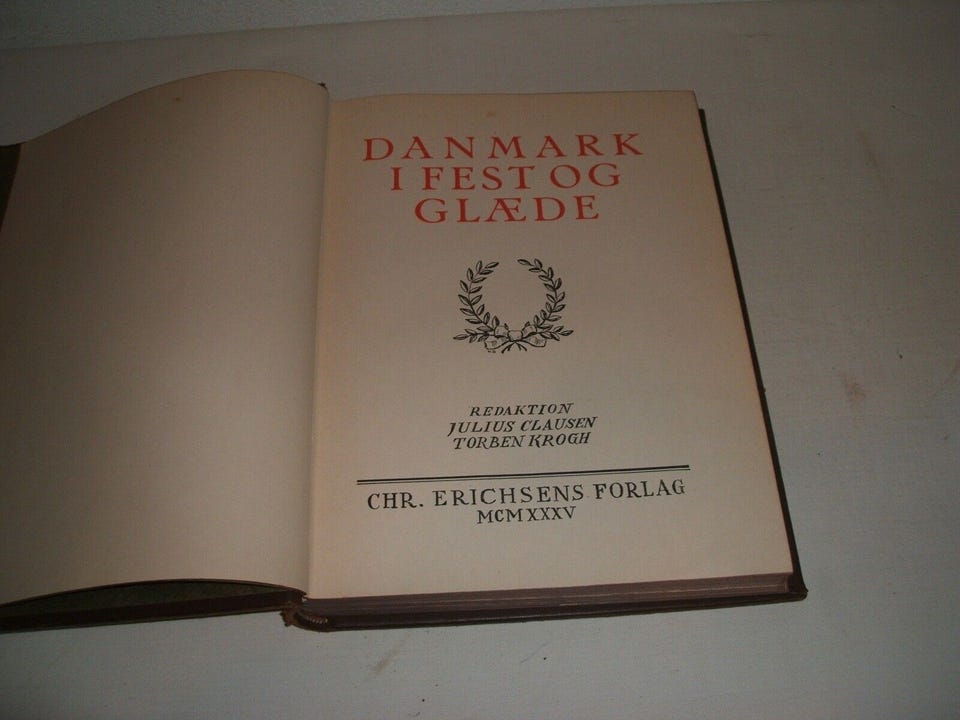 DANMARK
I FEST OG
GLÆDE
REDAKTION
JULIUS CLAUSEN
TORBEN KROGH
CHR. ERICHSENS FORLAG
MCMXXXV